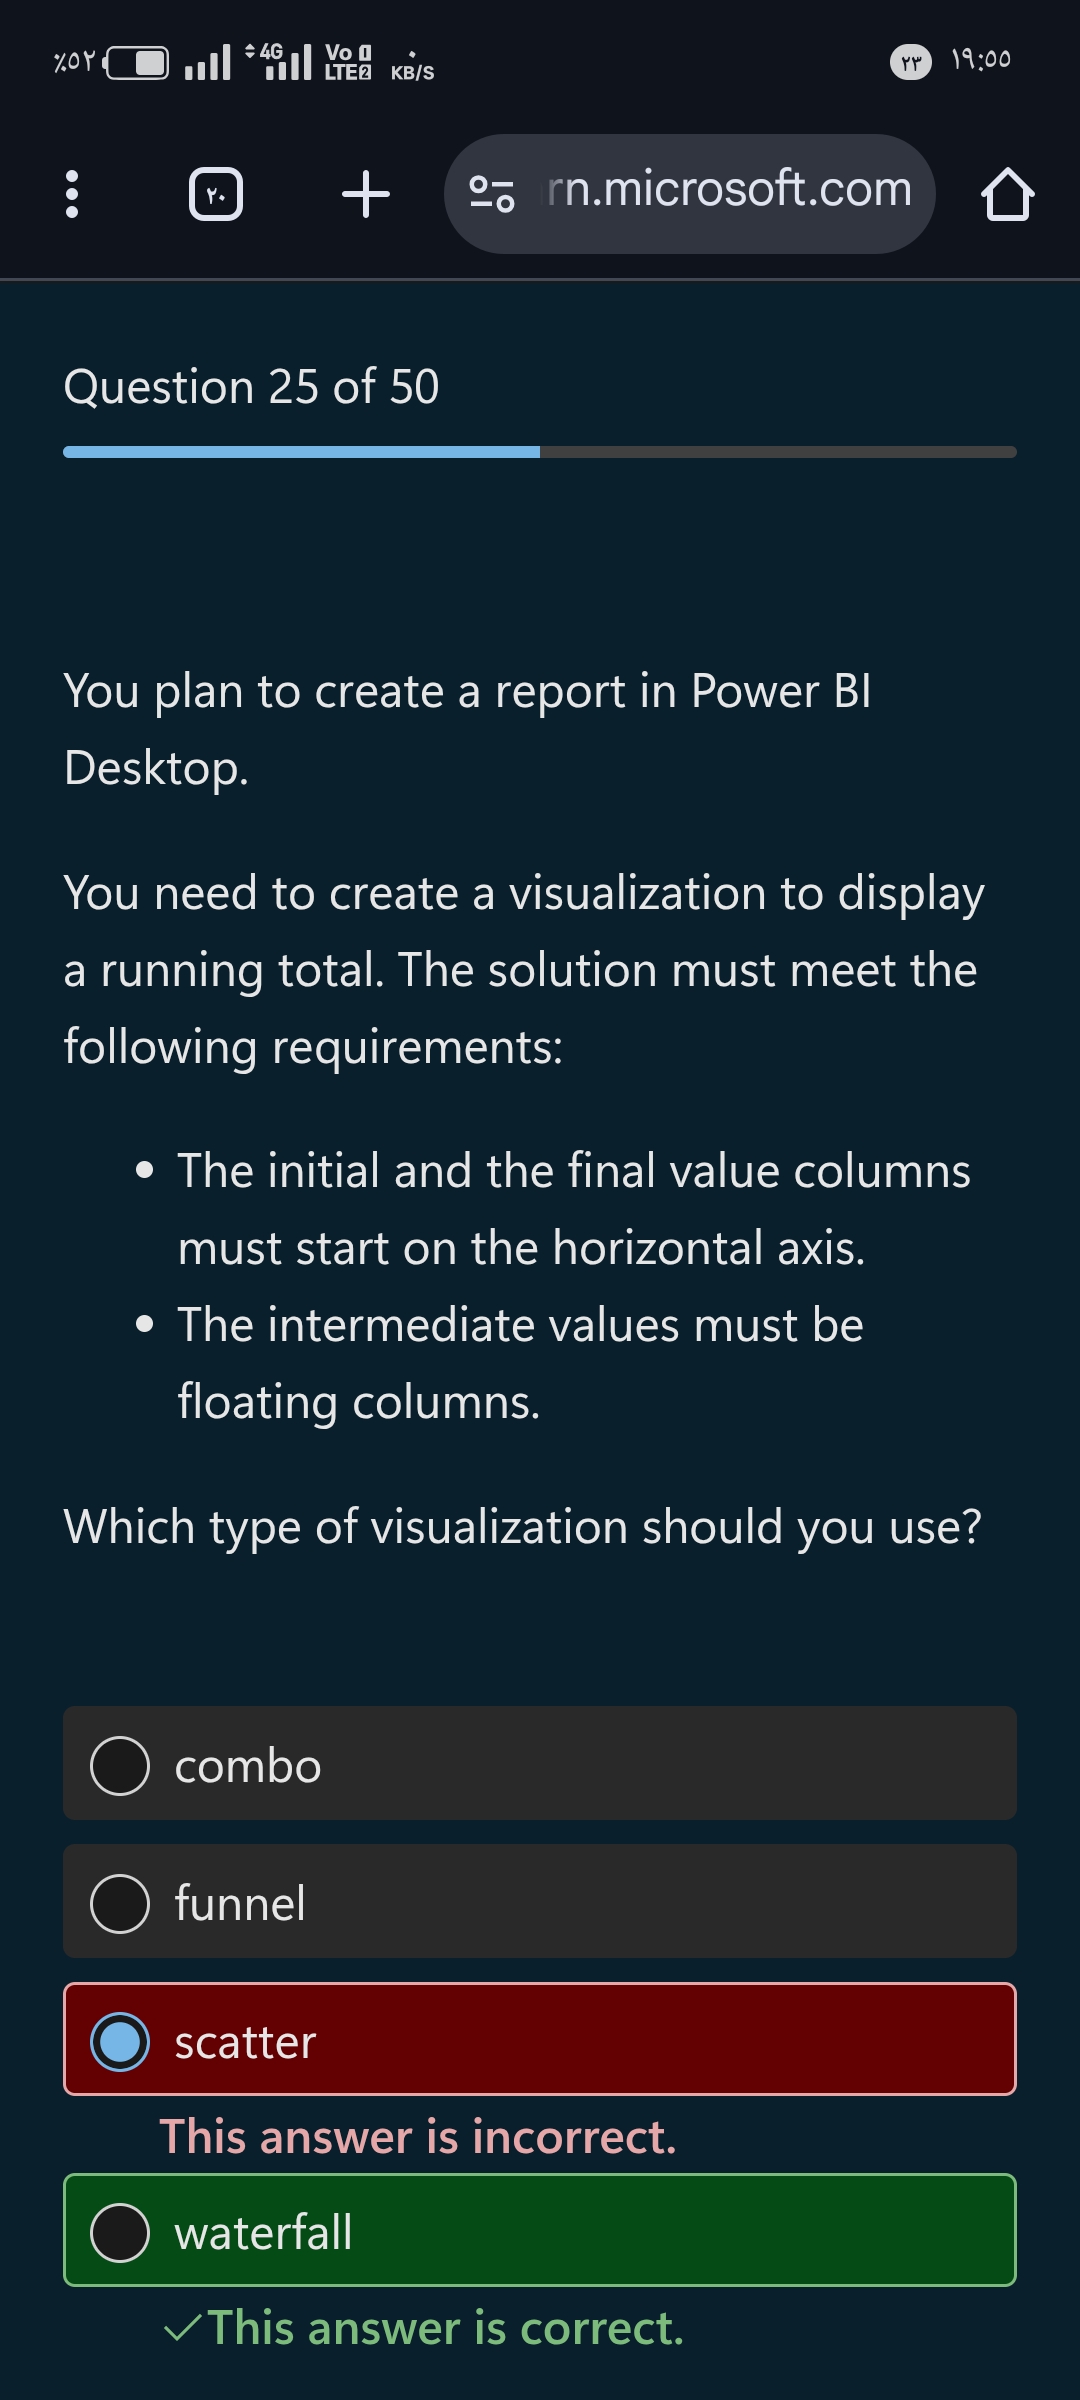 ٪٥٢ 4G Vo 1 LTE 2 ٠ KB/S ٢٣ ١٩:٥٥
٢٠ rn.microsoft.com
Question 25 of 50
You plan to create a report in Power BI
Desktop.
You need to create a visualization to display
a running total. The solution must meet the
following requirements:
• The initial and the final value columns
must start on the horizontal axis.
• The intermediate values must be
floating columns.
Which type of visualization should you use?
combo
funnel
scatter
This answer is incorrect.
waterfall
✓This answer is correct.